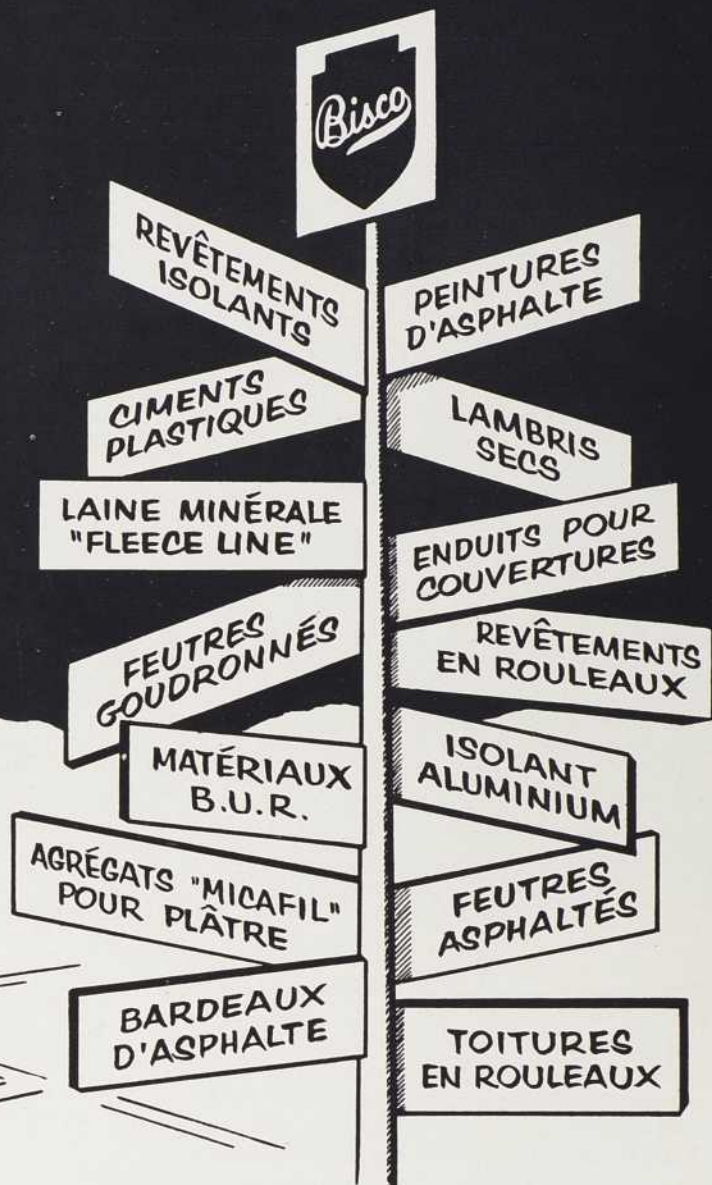 Bisco
REVÊTEMENTS
ISOLANTS
PEINTURES
D'ASPHALTE
CIMENTS
PLASTIQUES
LAMBRIS
SECS
LAINE MINÉRALE
"FLEECE LINE"
ENDUITS POUR
COUVERTURES
FEUTRES
GOUDRONNÉS
REVÊTEMENTS
EN ROULEAUX
MATÉRIAUX
B.U.R.
ISOLANT
ALUMINIUM
AGRÉGATS "MICAFIL"
POUR PLÂTRE
FEUTRES
ASPHALTÉS
BARDEAUX
D'ASPHALTE
TOITURES
EN ROULEAUX